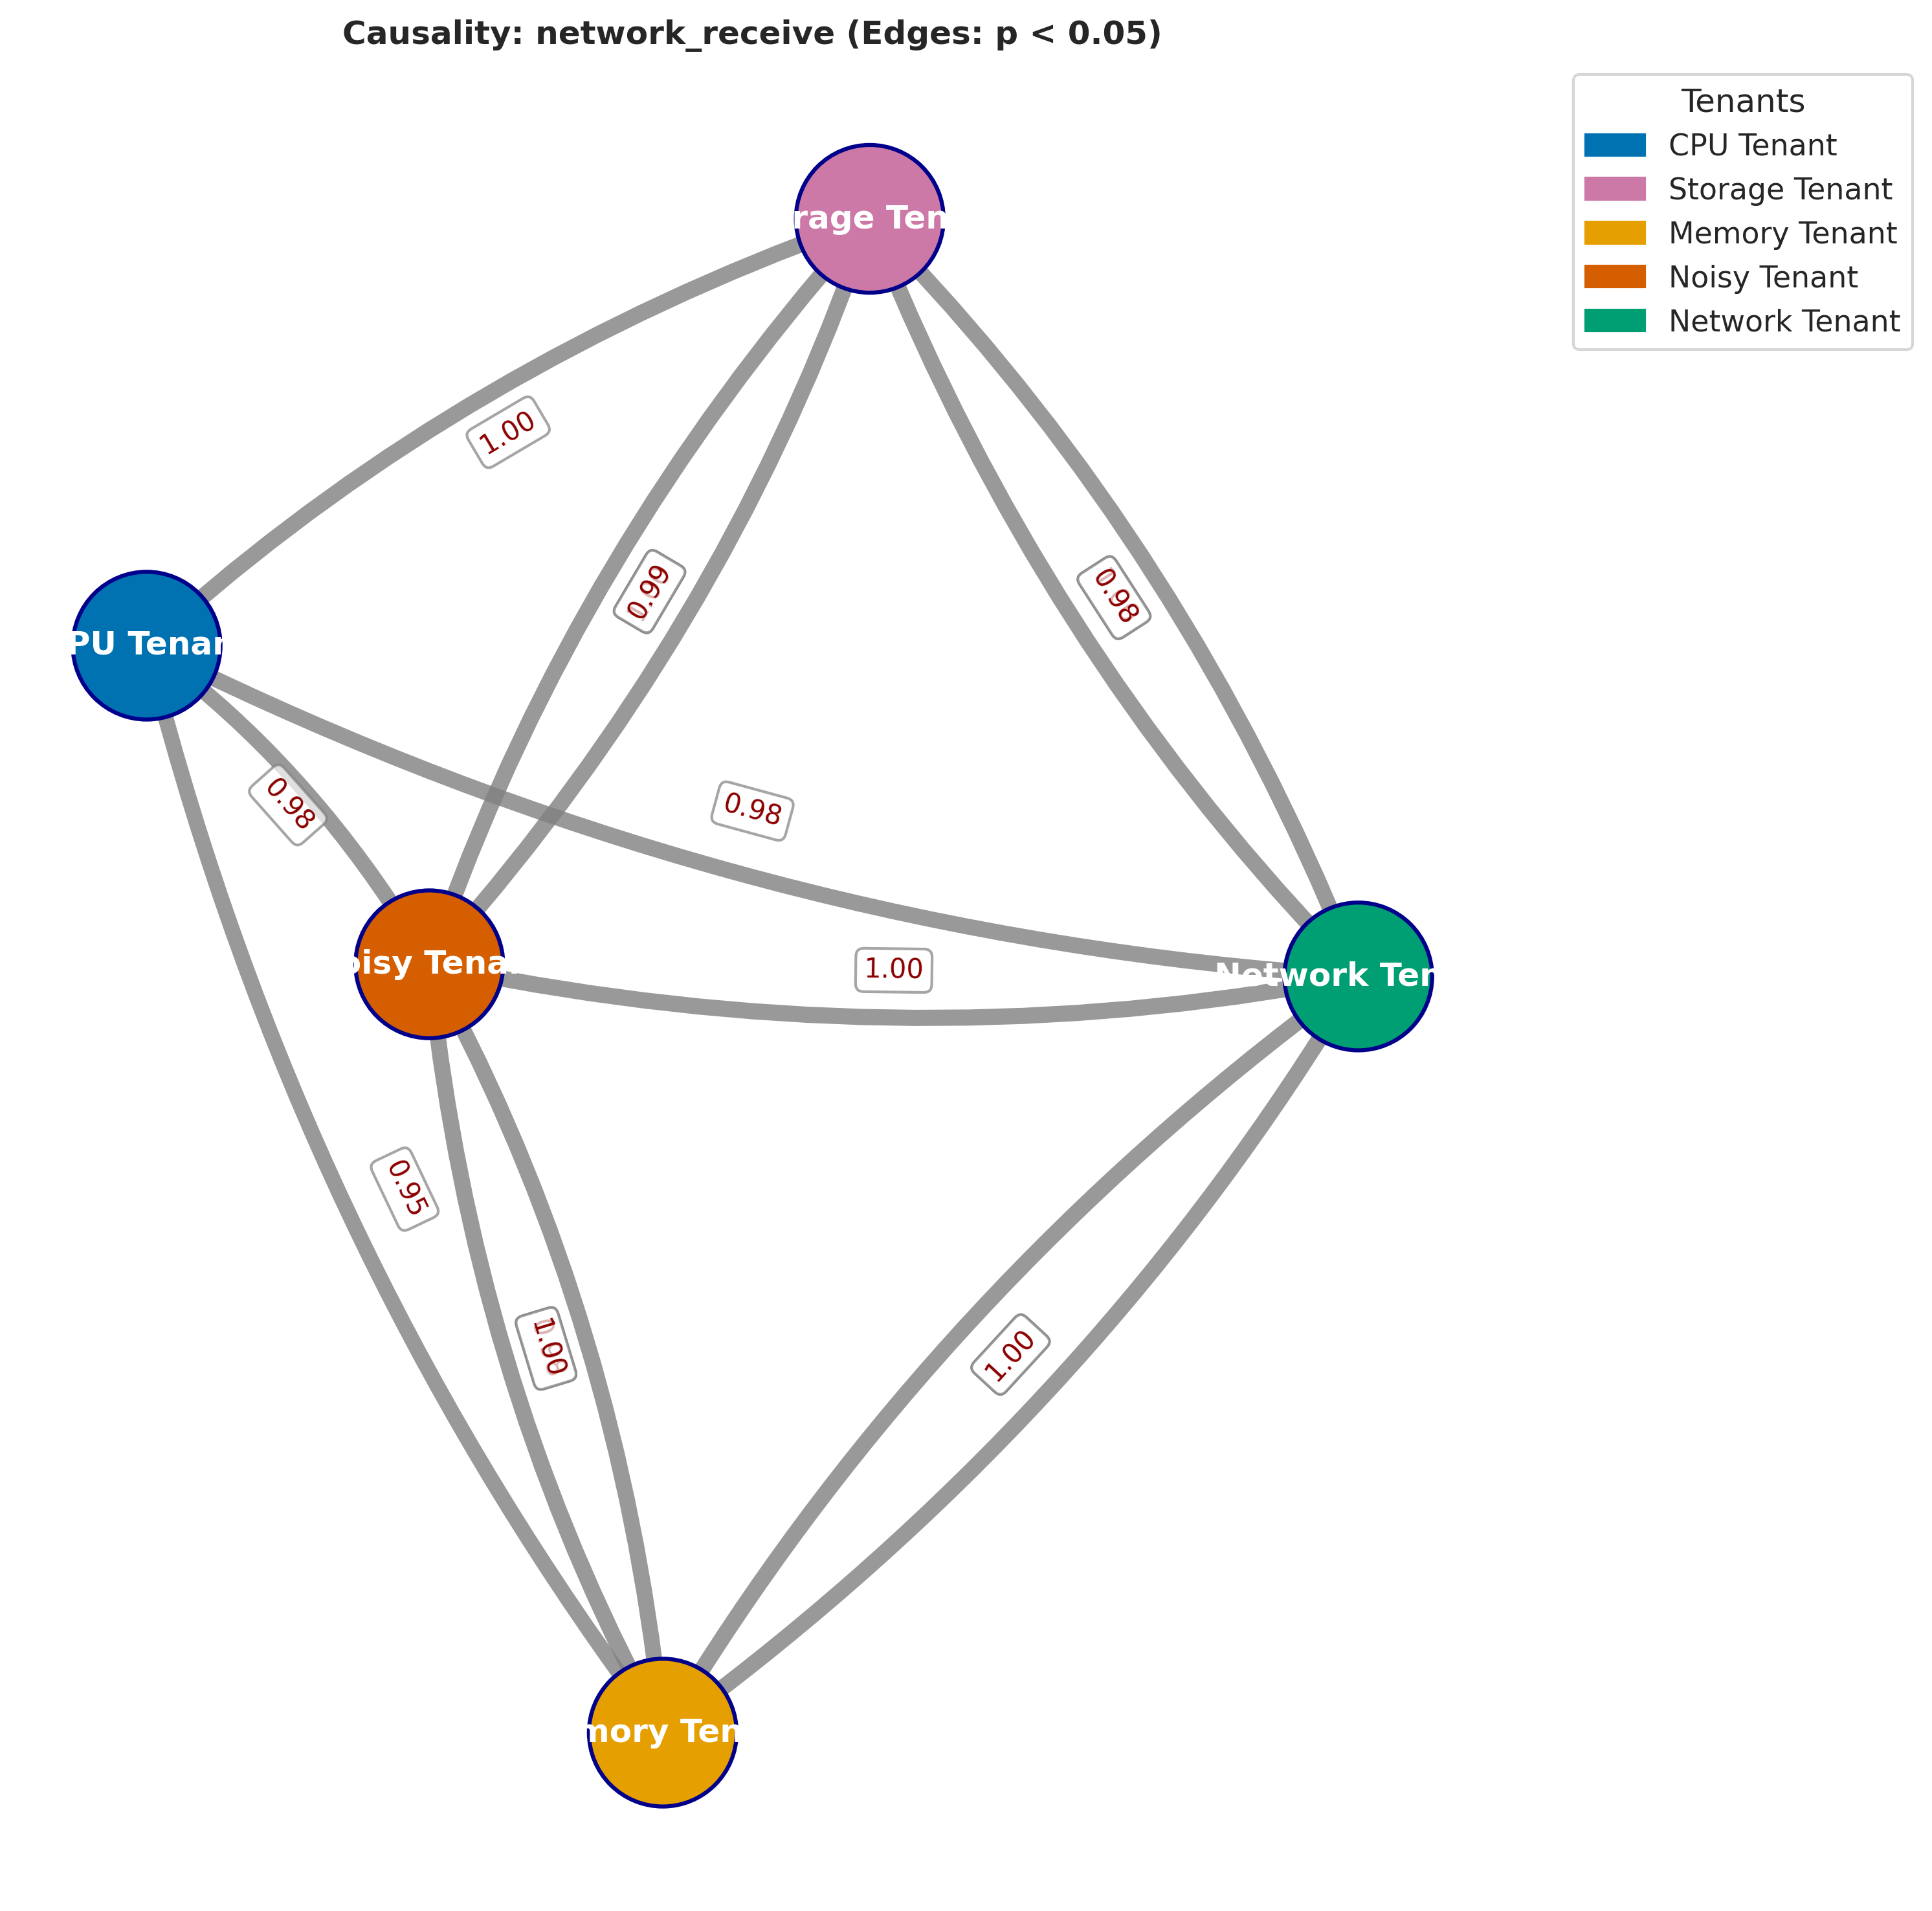 Causality: network_receive (Edges: p < 0.05)
Tenants
CPU Tenant
Storage Tenant
Memory Tenant
Noisy Tenant
Network Tenant
rage Ten
1.00
0.99
0.98
PU Tenan
0.98
0.98
oisy Tena
1.00
Network Ten
0.95
1.00
1.00
mory Ten